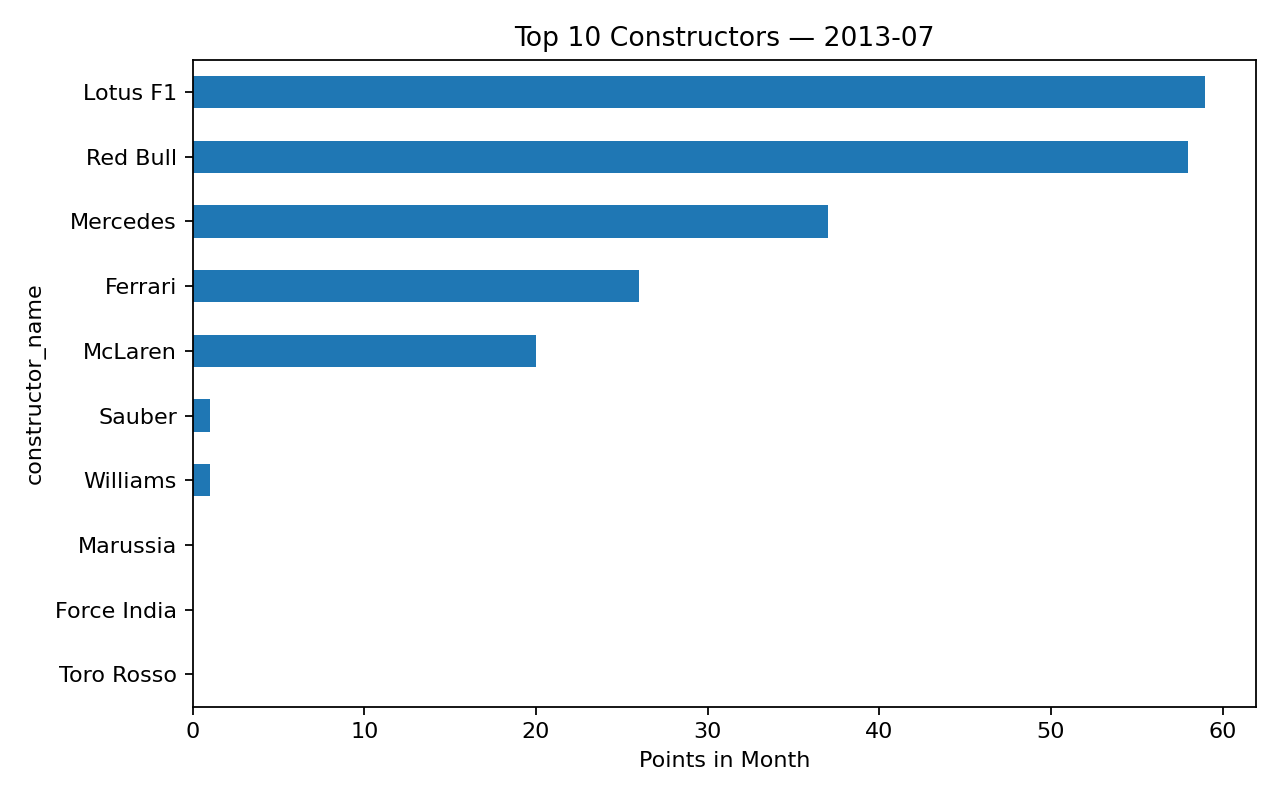 Top 10 Constructors — 2013-07
constructor_name
Lotus F1
Red Bull
Mercedes
Ferrari
McLaren
Sauber
Williams
Marussia
Force India
Toro Rosso
0 10 20 30 40 50 60
Points in Month